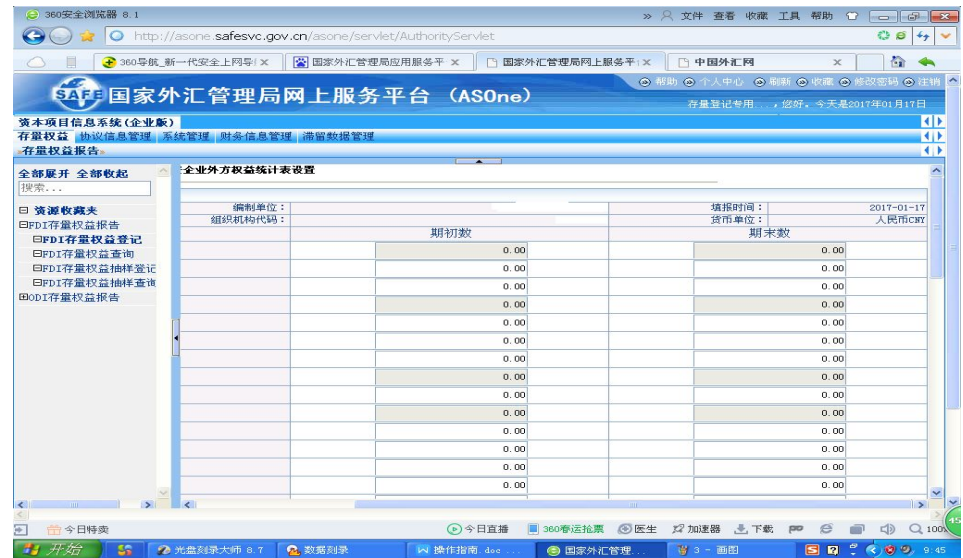 360安全浏览器 8.1
» 文件 查看 收藏 工具 帮助
http://asone.safesvc.gov.cn/asone/servlet/AuthorityServlet
360导航_新一代安全上网导 × 国家外汇管理局应用服务平 × 国家外汇管理局网上服务平 × 中国外汇网 ×
帮助 个人中心 刷新 收藏 修改密码 注销
SAFE 国家外汇管理局网上服务平台 (ASOne)
存量登记专用....,您好。今天是2017年01月17日
资本项目信息系统(企业版)
存量权益 协议信息管理 系统管理 财务信息管理 滞留数据管理
存量权益报告
全部展开 全部收起
搜索...
资源收藏夹
FDI存量权益报告
FDI存量权益登记
FDI存量权益查询
FDI存量权益抽样登记
FDI存量权益抽样查询
ODI存量权益报告
企业外方权益统计表设置
编制单位： 填报时间： 2017-01-17
组织机构代码： 货币单位： 人民币CNY
期初数 期末数
0.00 0.00
0.00 0.00
0.00 0.00
0.00 0.00
0.00 0.00
0.00 0.00
0.00 0.00
0.00 0.00
0.00 0.00
0.00 0.00
0.00 0.00
0.00 0.00
0.00 0.00
0.00 0.00
今日特卖 今日直播 360春运抢票 医生 加速器 下载 100
45
开始 光盘刻录大师 8.7 数据刻录 操作指南.doc ... 国家外汇管理... 3 - 画图 9:45